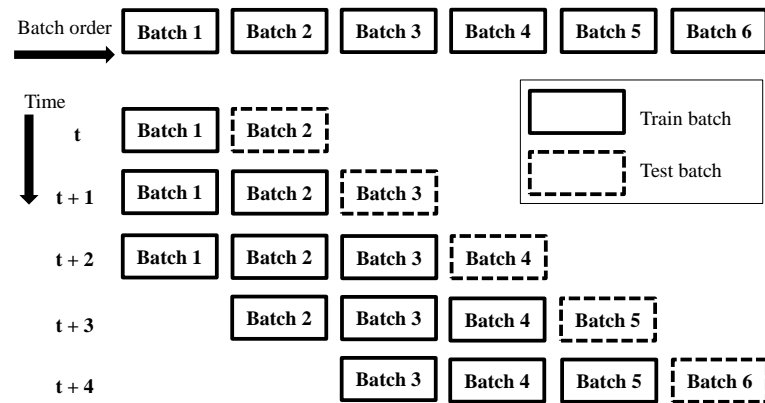 Batch order Batch 1 Batch 2 Batch 3 Batch 4 Batch 5 Batch 6
Time
Train batch
Test batch
t Batch 1 Batch 2
t + 1 Batch 1 Batch 2 Batch 3
t + 2 Batch 1 Batch 2 Batch 3 Batch 4
t + 3 Batch 2 Batch 3 Batch 4 Batch 5
t + 4 Batch 3 Batch 4 Batch 5 Batch 6